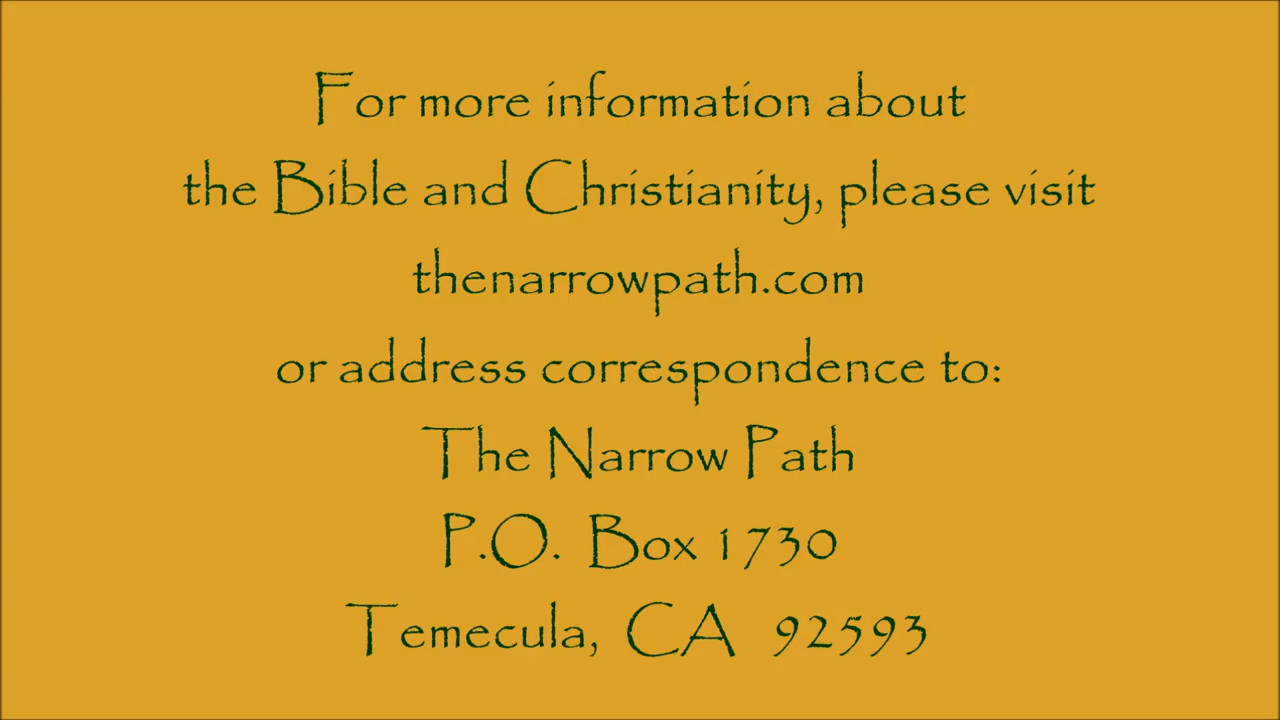 For more information about
the Bible and Christianity, please visit
thenarrowpath.com
or address correspondence to:
The Narrow Path
P.O. Box 1730
Temecula, CA 92593